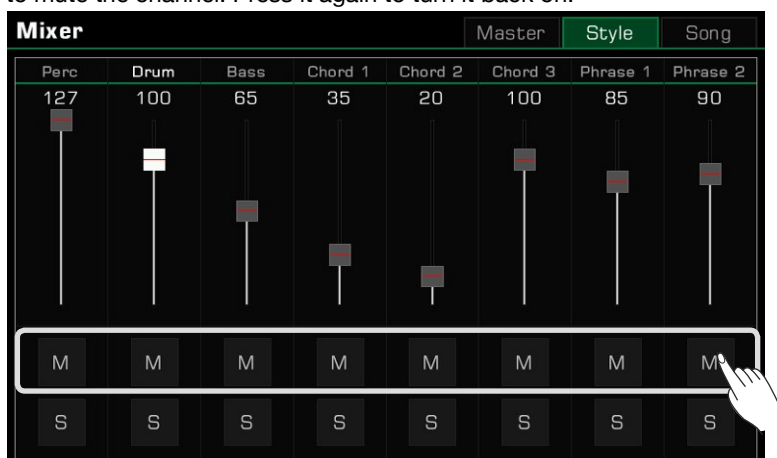 to mute the channel. Press it again to turn it back on.
Mixer Master Style Song
Perc Drum Bass Chord 1 Chord 2 Chord 3 Phrase 1 Phrase 2
127 100 65 35 20 100 85 90
M M M M M M M M
S S S S S S S S